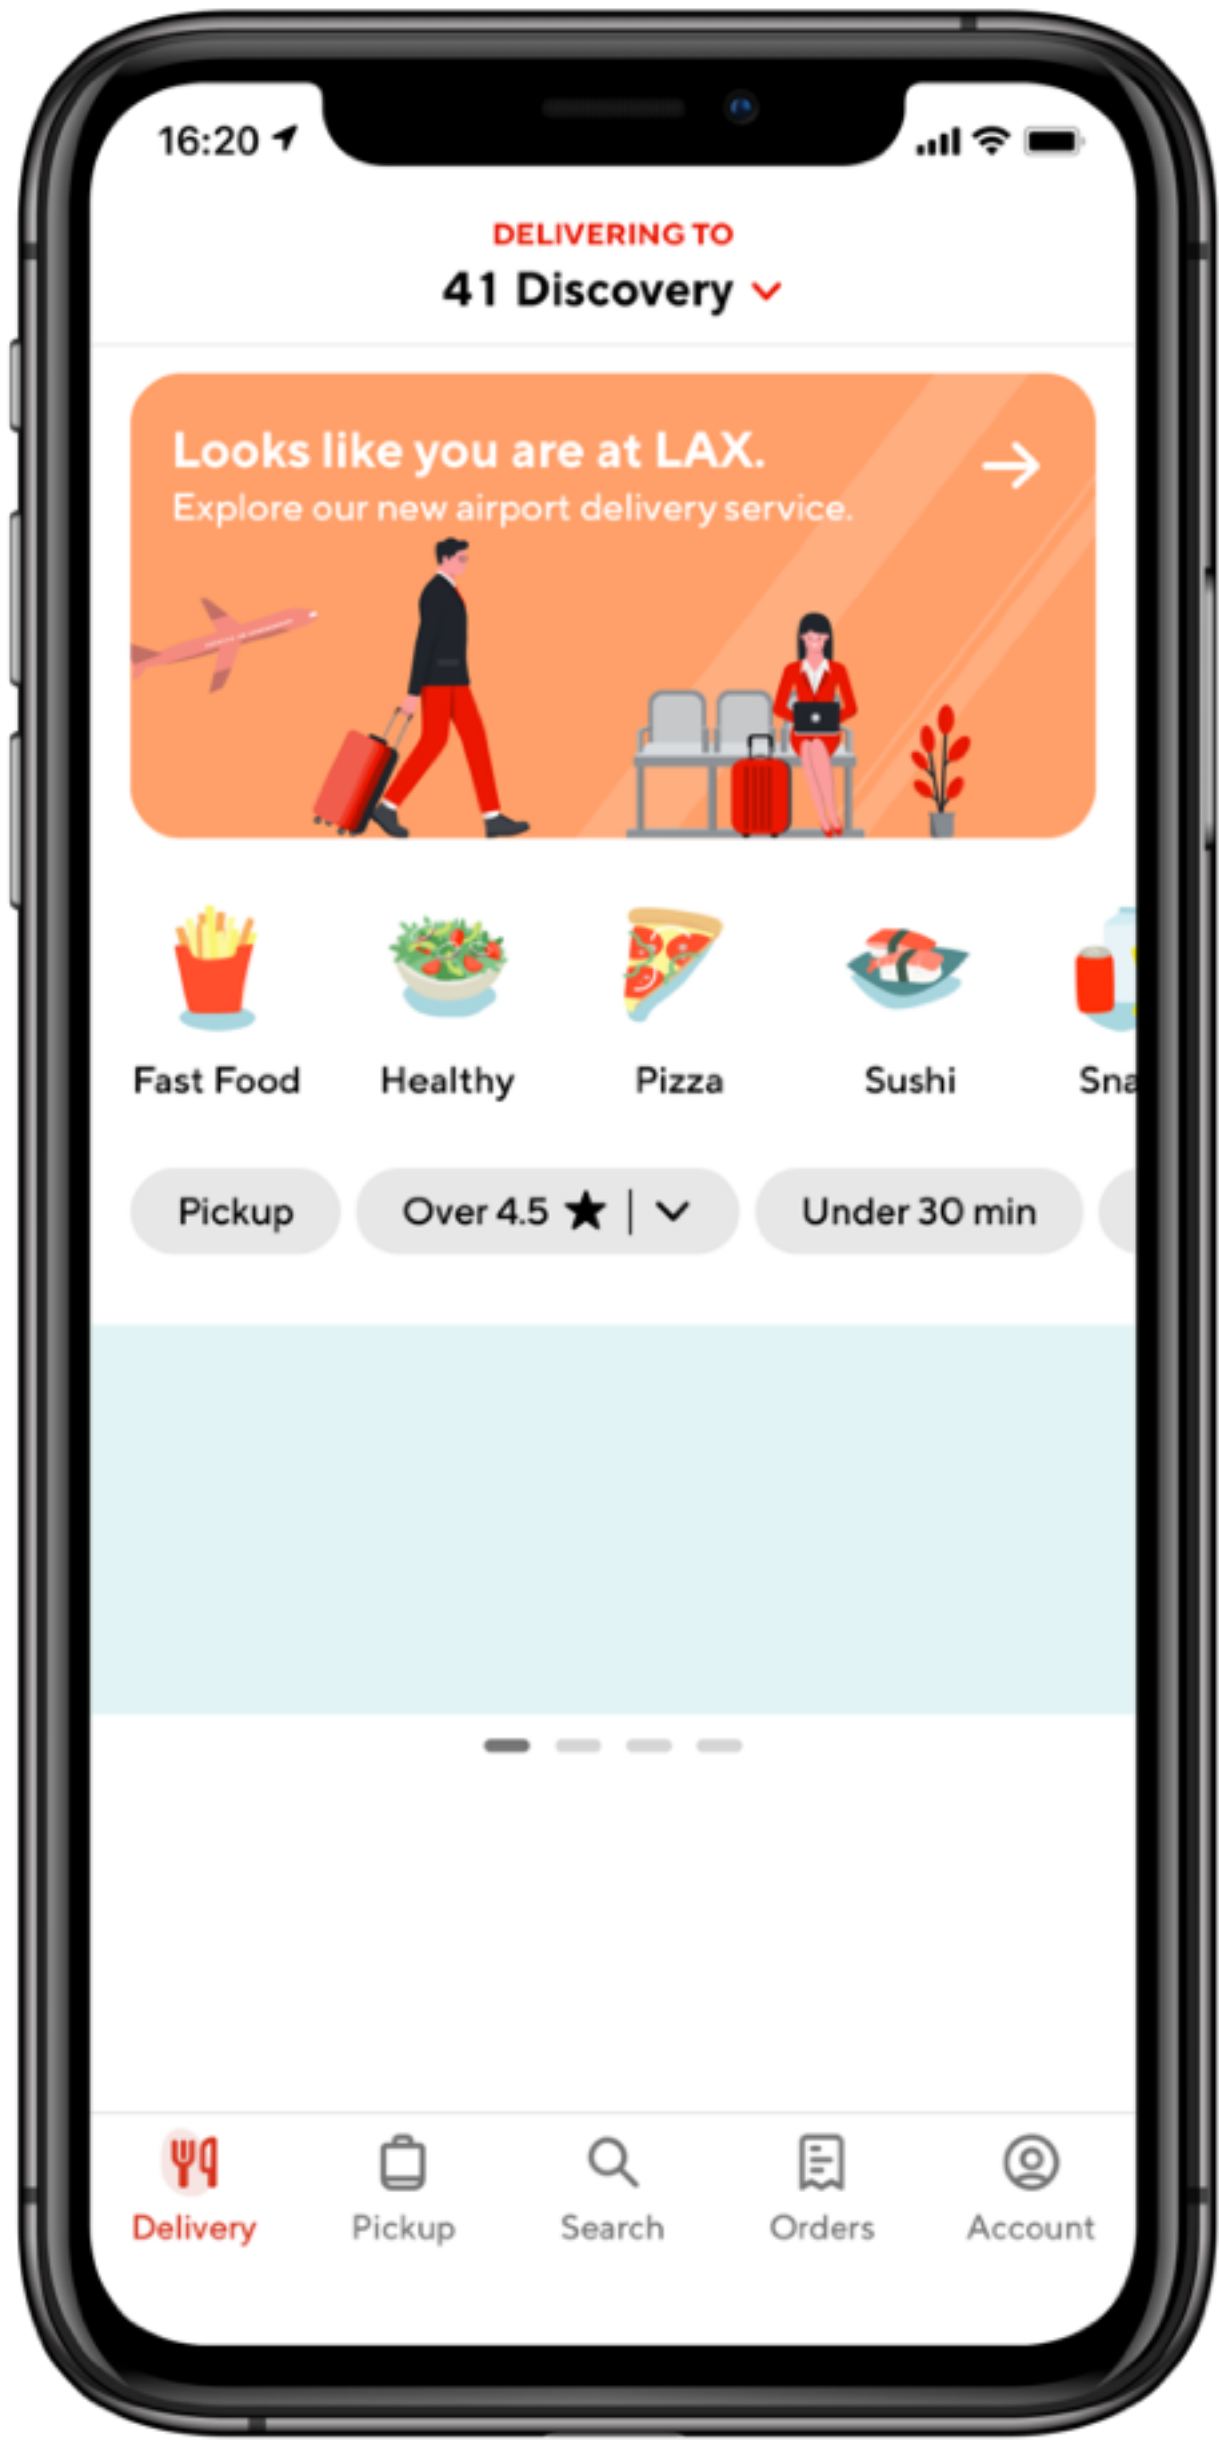 16:20
DELIVERING TO
41 Discovery
Looks like you are at LAX.
Explore our new airport delivery service.
Fast Food
Healthy
Pizza
Sushi
Sna
Pickup
Over 4.5 ★ |
Under 30 min
Delivery
Pickup
Search
Orders
Account